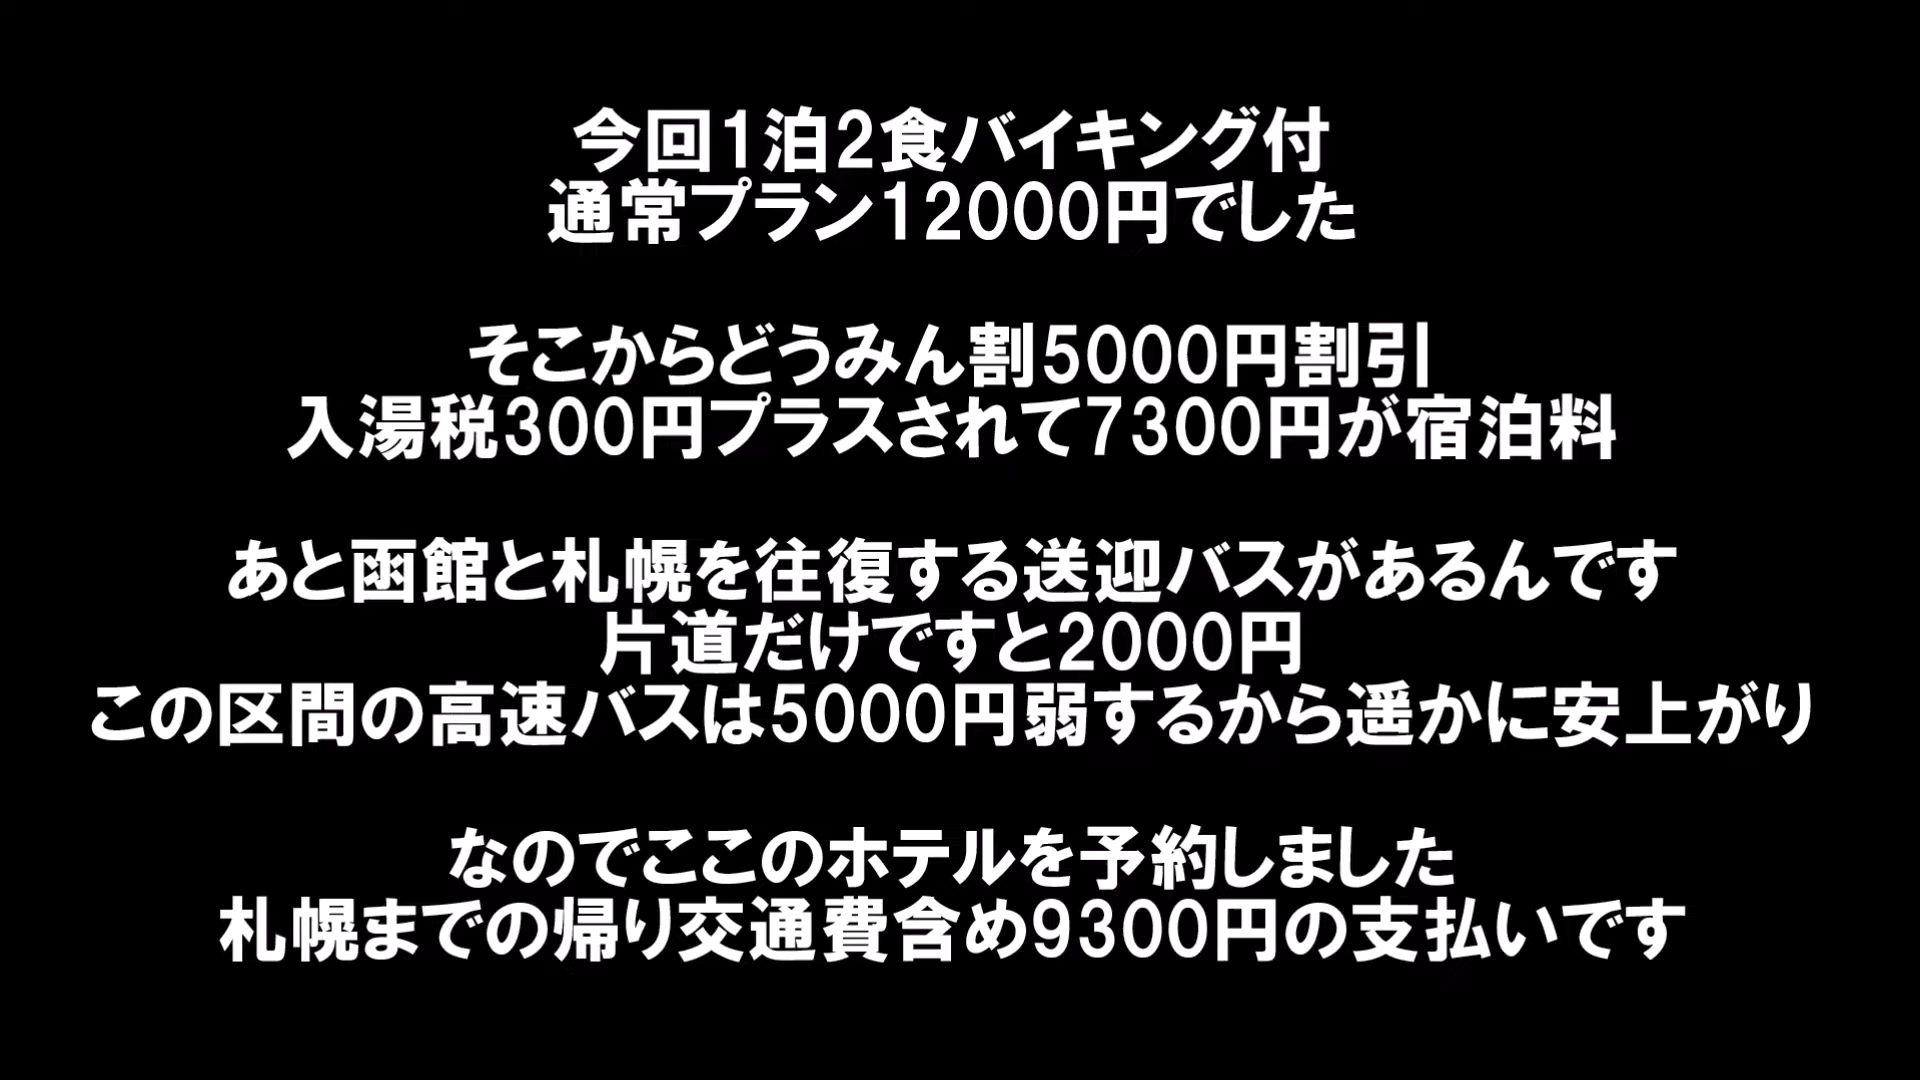 今回1泊2食バイキング付
通常プラン12000円でした
そこからどうみん割5000円割引
入湯税300円プラスされて7300円が宿泊料
あと函館と札幌を往復する送迎バスがあるんです
片道だけですと2000円
この区間の高速バスは5000円弱するから遥かに安上がり
なのでここのホテルを予約しました
札幌までの帰り交通費含め9300円の支払いです